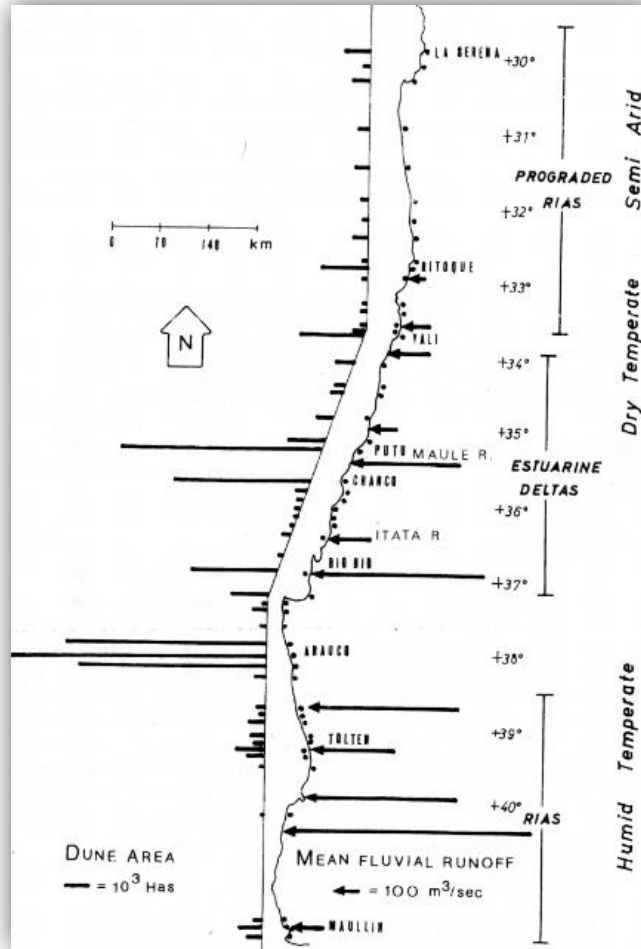 LA SERENA
+30°
+31°
PROGRADED
RIAS
+32°
0 70 140 km
RITOQUE
+33°
N
YALI
+34°
+35°
PUTU MAULE R.
ESTUARINE
DELTAS
CHANCO
+36°
ITATA R.
BIO BIO
+37°
ARAUCO
+38°
+39°
TOLTEN
+40°
RIAS
DUNE AREA
= 10³ Has
MEAN FLUVIAL RUNOFF
= 100 m³/sec
MAULLIN
Semi Arid
Dry Temperate
Humid Temperate